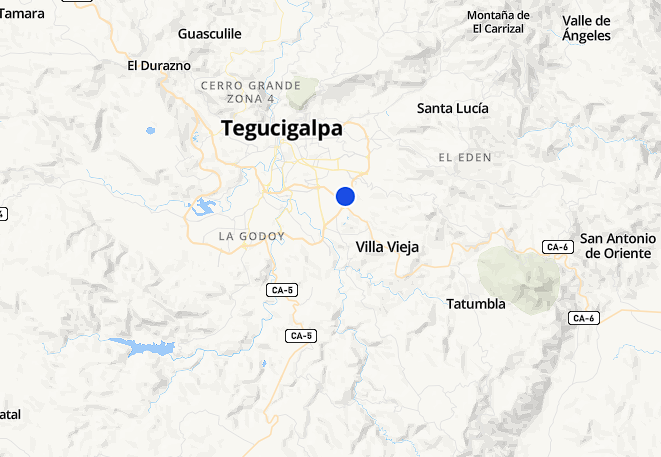 Tamara
Montaña de
El Carrizal
Valle de
Ángeles
Guasculile
El Durazno
CERRO GRANDE
ZONA 4
Santa Lucía
Tegucigalpa
EL EDEN
LA GODOY
Villa Vieja
CA-6
San Antonio
de Oriente
CA-5
Tatumbla
CA-6
CA-5
atal